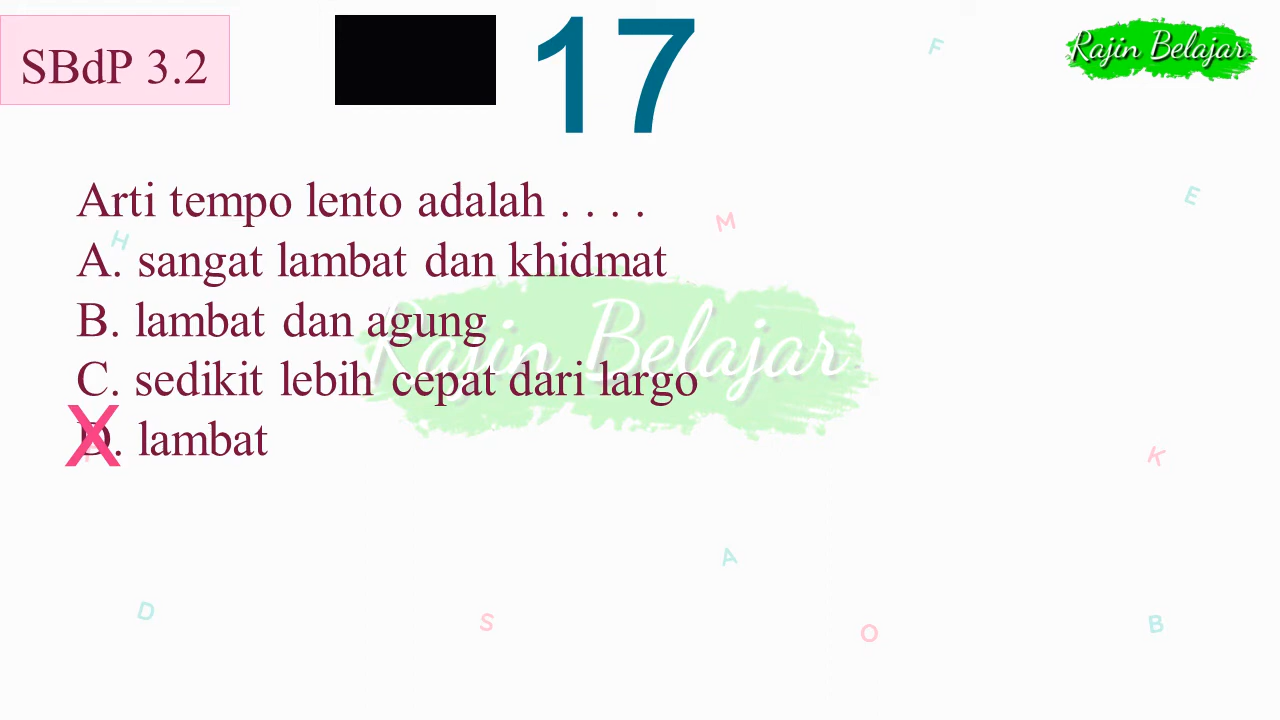 SBdP 3.2
17
Rajin Belajar
Arti tempo lento adalah . . . .
A. sangat lambat dan khidmat
B. lambat dan agung
C. sedikit lebih cepat dari largo
D. lambat
X
Rajin Belajar
F
E
M
H
K
A
D
S
O
B